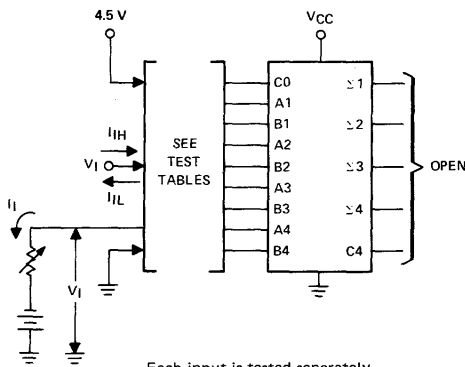 4.5 V
VCC
C0
A1
B1
A2
B2
A3
B3
A4
B4
Σ1
Σ2
Σ3
Σ4
C4
OPEN
SEE
TEST
TABLES
IIH
VI
IIL
II
VI
Each input is tested separately.